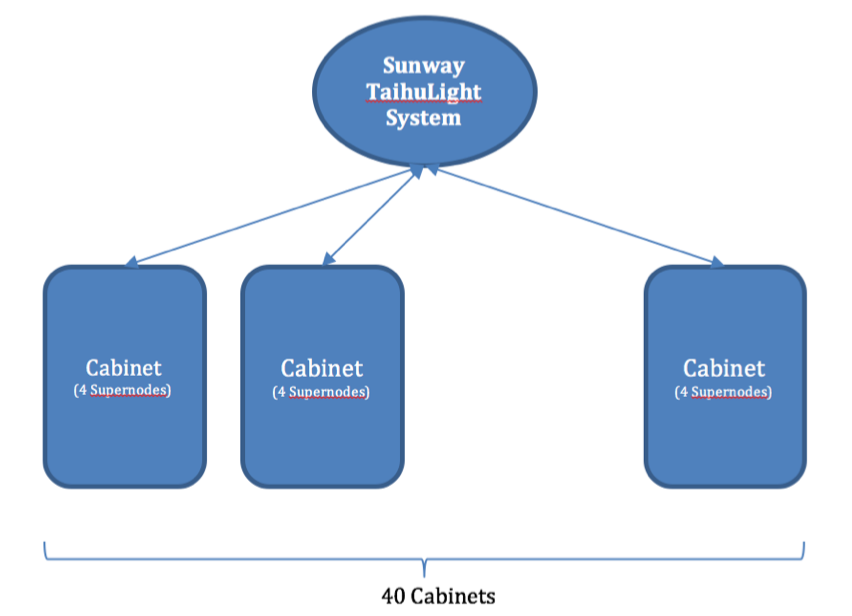 Sunway
TaihuLight
System
Cabinet
(4 Supernodes)
Cabinet
(4 Supernodes)
Cabinet
(4 Supernodes)
40 Cabinets